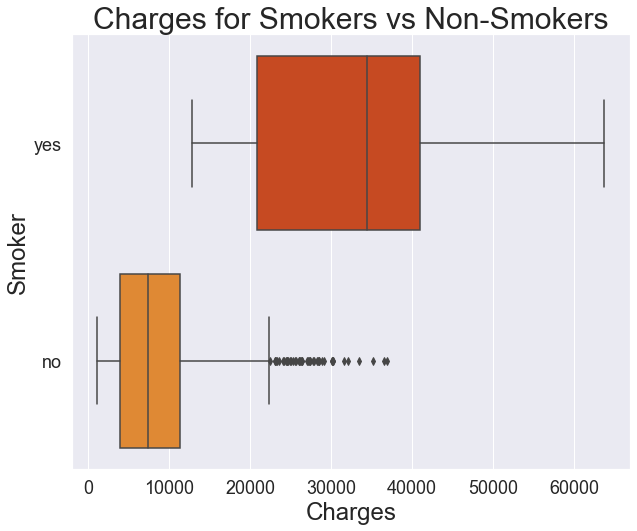 Charges for Smokers vs Non-Smokers
Smoker
yes
no
0 10000 20000 30000 40000 50000 60000
Charges